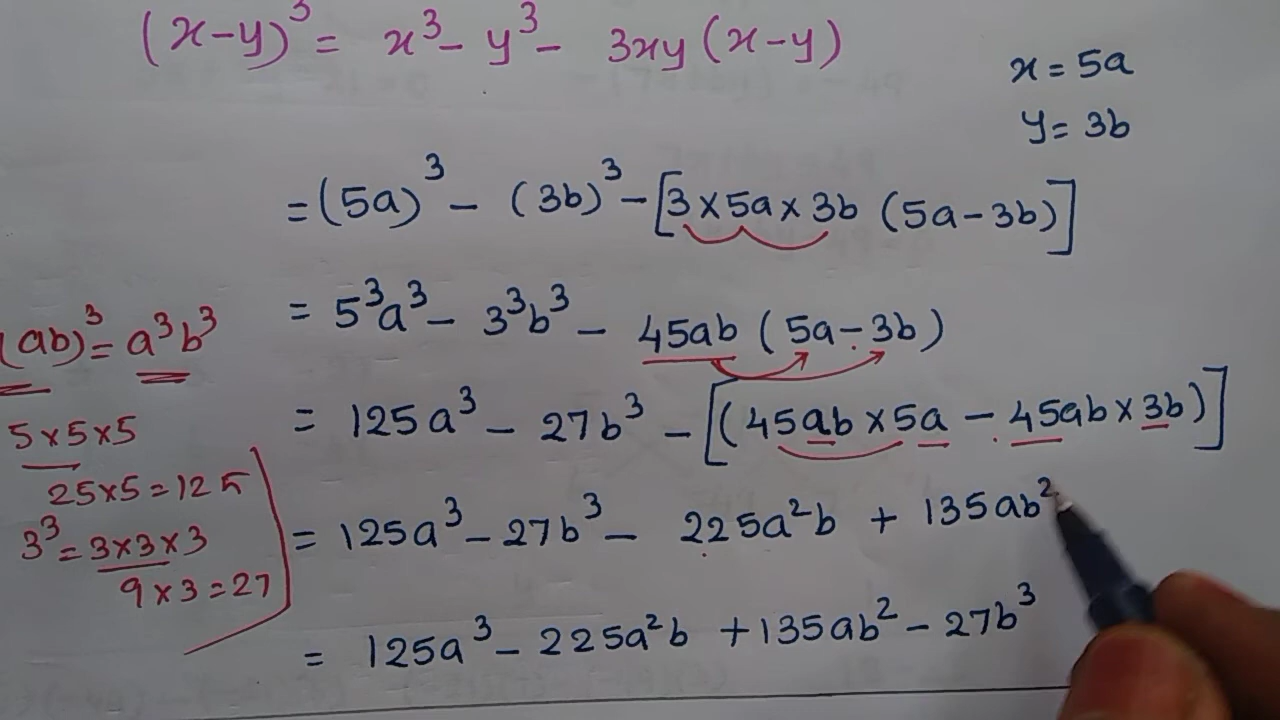 (x-y)³ = x³ - y³ - 3xy (x-y)
x = 5a
y = 3b
= (5a)³ - (3b)³ - [3 × 5a × 3b (5a - 3b)]
= 5³a³ - 3³b³ - 45ab (5a - 3b)
(ab)³ = a³b³
= 125a³ - 27b³ - [(45ab × 5a - 45ab × 3b)]
5 × 5 × 5
25 × 5 = 125
= 125a³ - 27b³ - 225a²b + 135ab²
3³ = 3 × 3 × 3
9 × 3 = 27
= 125a³ - 225a²b + 135ab² - 27b³